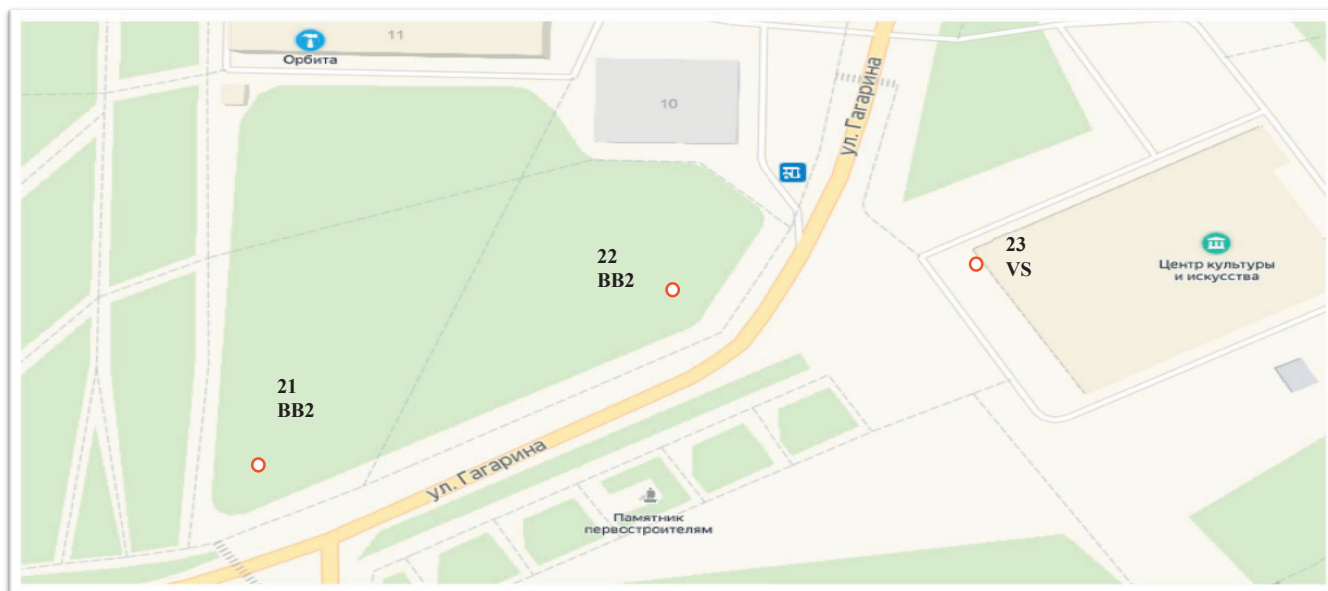 11
Орбита
10
ул. Гагарина
22
BB2
23
VS
Центр культуры
и искусства
21
BB2
ул. Гагарина
Памятник
первостроителям